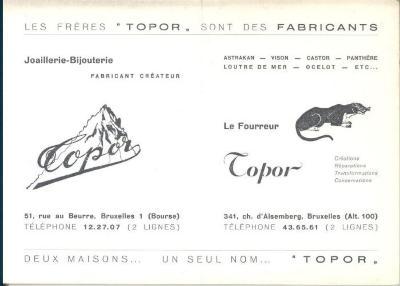 LES FRÈRES "TOPOR„ SONT DES FABRICANTS
Joaillerie-Bijouterie
FABRICANT CRÉATEUR
Topor
51, rue au Beurre, Bruxelles 1 (Bourse)
TÉLÉPHONE 12.27.07 (2 LIGNES)
ASTRAKAN — VISON — CASTOR — PANTHÈRE
LOUTRE DE MER — OCELOT — ETC...
Le Fourreur
Topor
Créations
Réparations
Transformations
Conservations
341, ch. d'Alsemberg, Bruxelles (Alt. 100)
TÉLÉPHONE 43.65.61 (2 LIGNES)
DEUX MAISONS... UN SEUL NOM... "TOPOR„